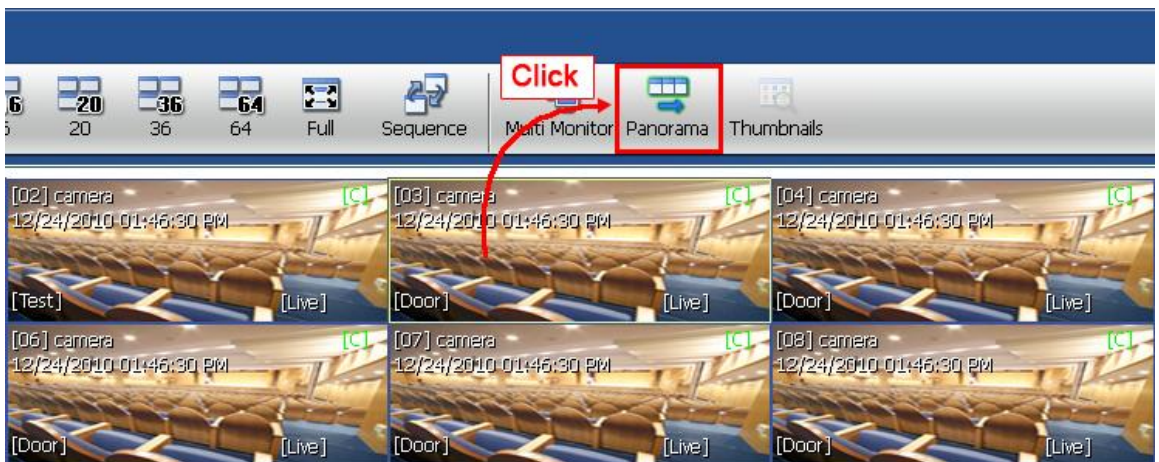 Click
6 20 36 64
20 36 64 Full Sequence Multi Monitor Panorama Thumbnails
[02] camera [C] [03] camera [C] [04] camera [C]
12/24/2010 01:46:30 PM 12/24/2010 01:46:30 PM 12/24/2010 01:46:30 PM
[Test] [Live] [Door] [Live] [Door] [Live]
[06] camera [C] [07] camera [C] [08] camera [C]
12/24/2010 01:46:30 PM 12/24/2010 01:46:30 PM 12/24/2010 01:46:30 PM
[Door] [Live] [Door] [Live] [Door] [Live]